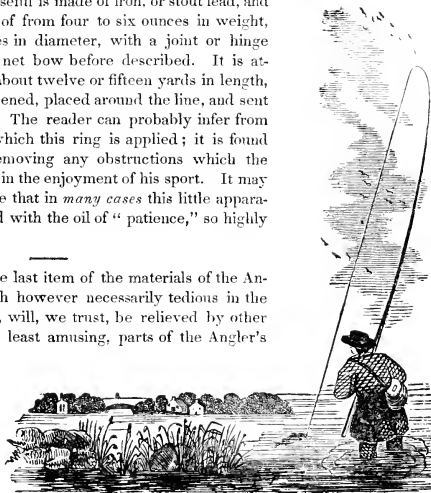 senti is made of iron, or stout lead, and
of from four to six ounces in weight,
es in diameter, with a joint or hinge
net bow before described. It is at-
about twelve or fifteen yards in length,
ened, placed around the line, and sent
The reader can probably infer from
which this ring is applied; it is found
emoving any obstructions which the
in the enjoyment of his sport. It may
e that in many cases this little appara-
d with the oil of “ patience,” so highly
e last item of the materials of the An-
h however necessarily tedious in the
, will, we trust, be relieved by other
least amusing, parts of the Angler's